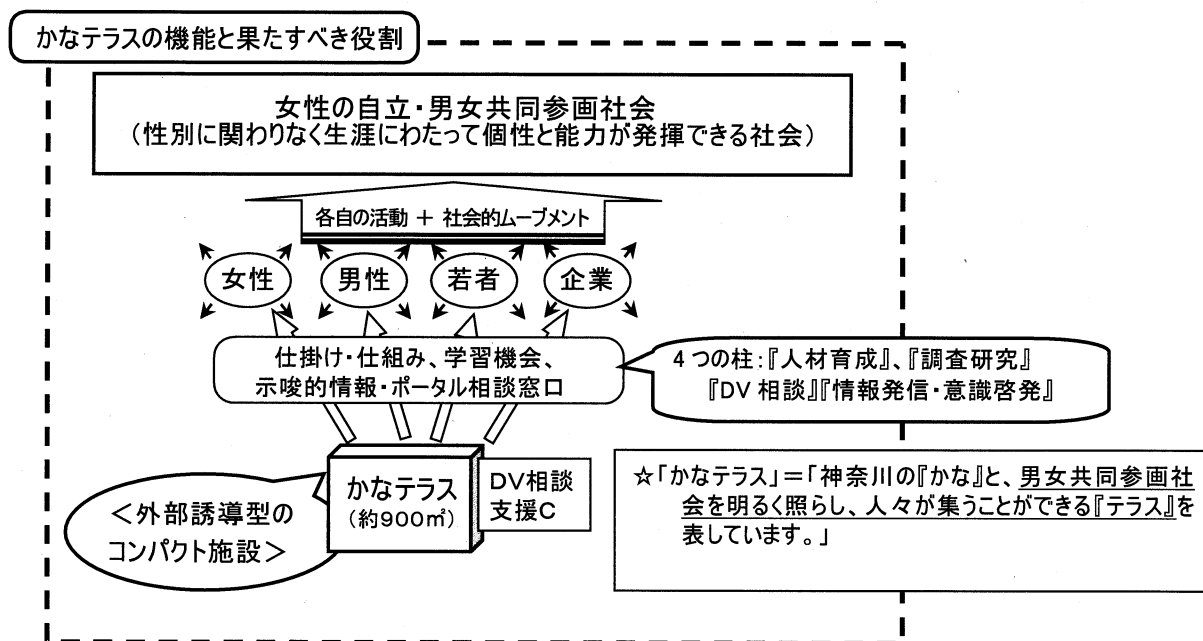 かなテラスの機能と果たすべき役割
女性の自立・男女共同参画社会
（性別に関わりなく生涯にわたって個性と能力が発揮できる社会）
各自の活動 ＋ 社会的ムーブメント
女性
男性
若者
企業
仕掛け・仕組み、学習機会、
示唆的情報・ポータル相談窓口
４つの柱：『人材育成』、『調査研究』
『DV 相談』『情報発信・意識啓発』
かなテラス
（約900㎡）
DV相談
支援C
＜外部誘導型の
コンパクト施設＞
☆「かなテラス」＝「神奈川の『かな』と、男女共同参画社
会を明るく照らし、人々が集うことができる『テラス』を
表しています。」